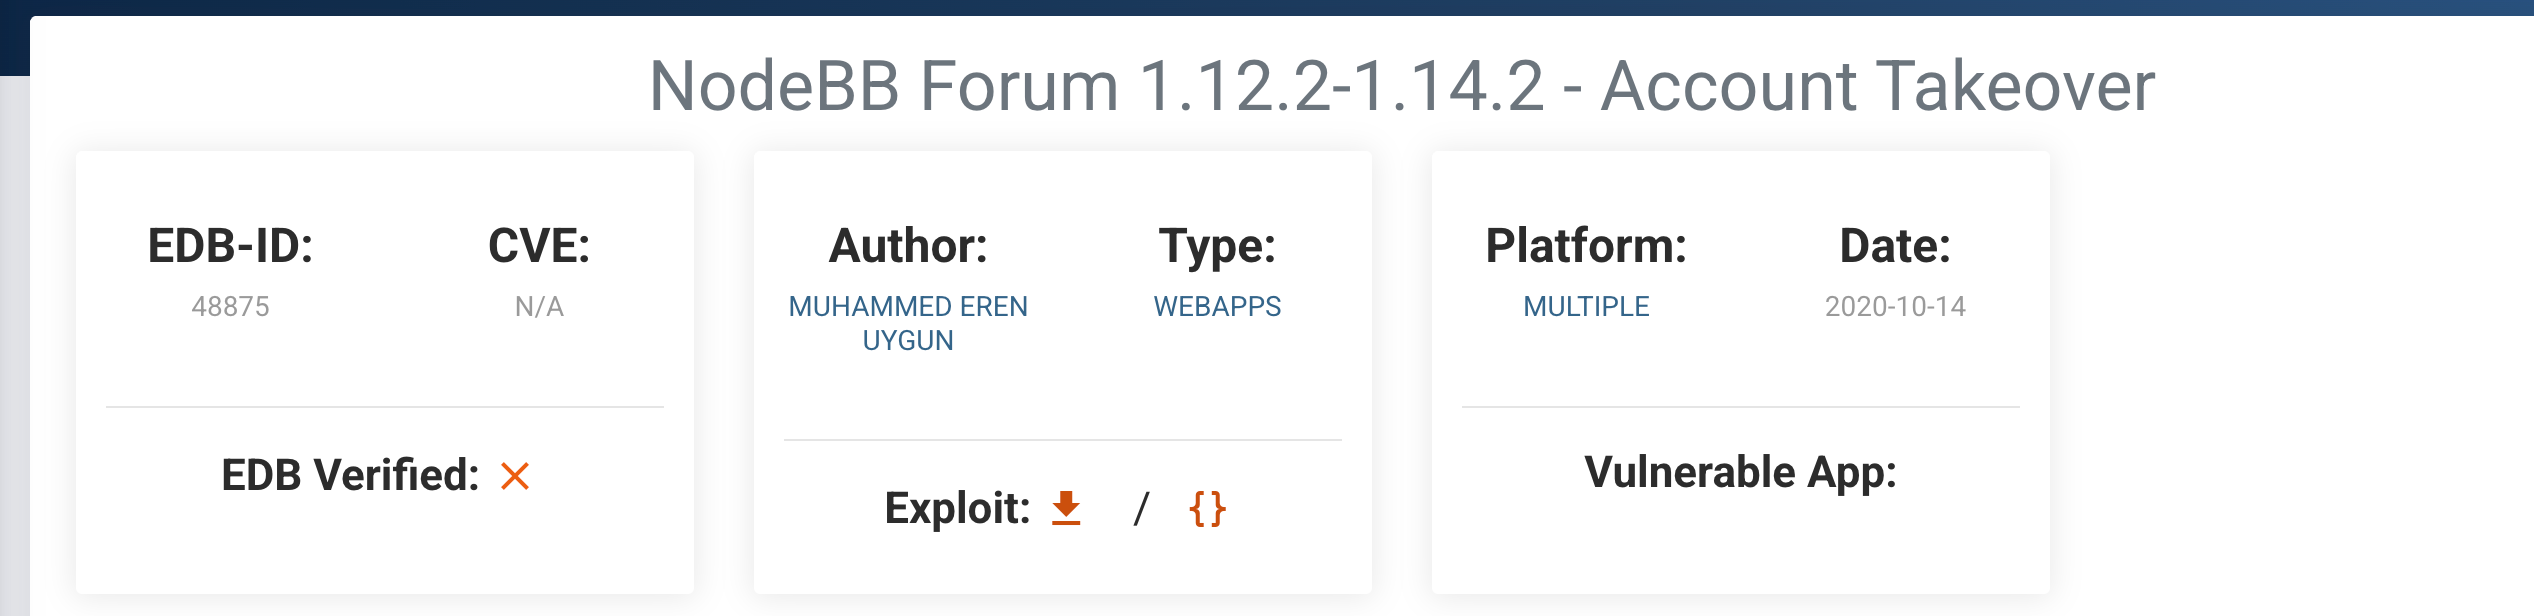 NodeBB Forum 1.12.2-1.14.2 - Account Takeover
EDB-ID:
48875
CVE:
N/A
EDB Verified:
Author:
MUHAMMED EREN
UYGUN
Type:
WEBAPPS
Exploit: / {}
Platform:
MULTIPLE
Date:
2020-10-14
Vulnerable App: